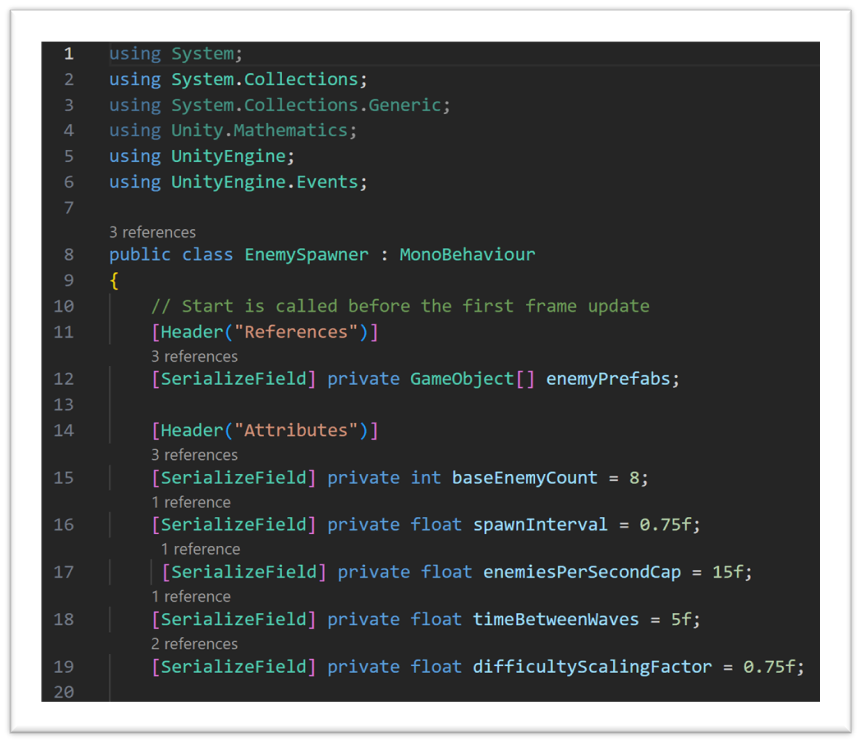 1 using System;
2 using System.Collections;
3 using System.Collections.Generic;
4 using Unity.Mathematics;
5 using UnityEngine;
6 using UnityEngine.Events;
7
3 references
8 public class EnemySpawner : MonoBehaviour
9 {
10 // Start is called before the first frame update
11 [Header("References")]
3 references
12 [SerializeField] private GameObject[] enemyPrefabs;
13
14 [Header("Attributes")]
3 references
15 [SerializeField] private int baseEnemyCount = 8;
1 reference
16 [SerializeField] private float spawnInterval = 0.75f;
1 reference
17 [SerializeField] private float enemiesPerSecondCap = 15f;
1 reference
18 [SerializeField] private float timeBetweenWaves = 5f;
2 references
19 [SerializeField] private float difficultyScalingFactor = 0.75f;
20